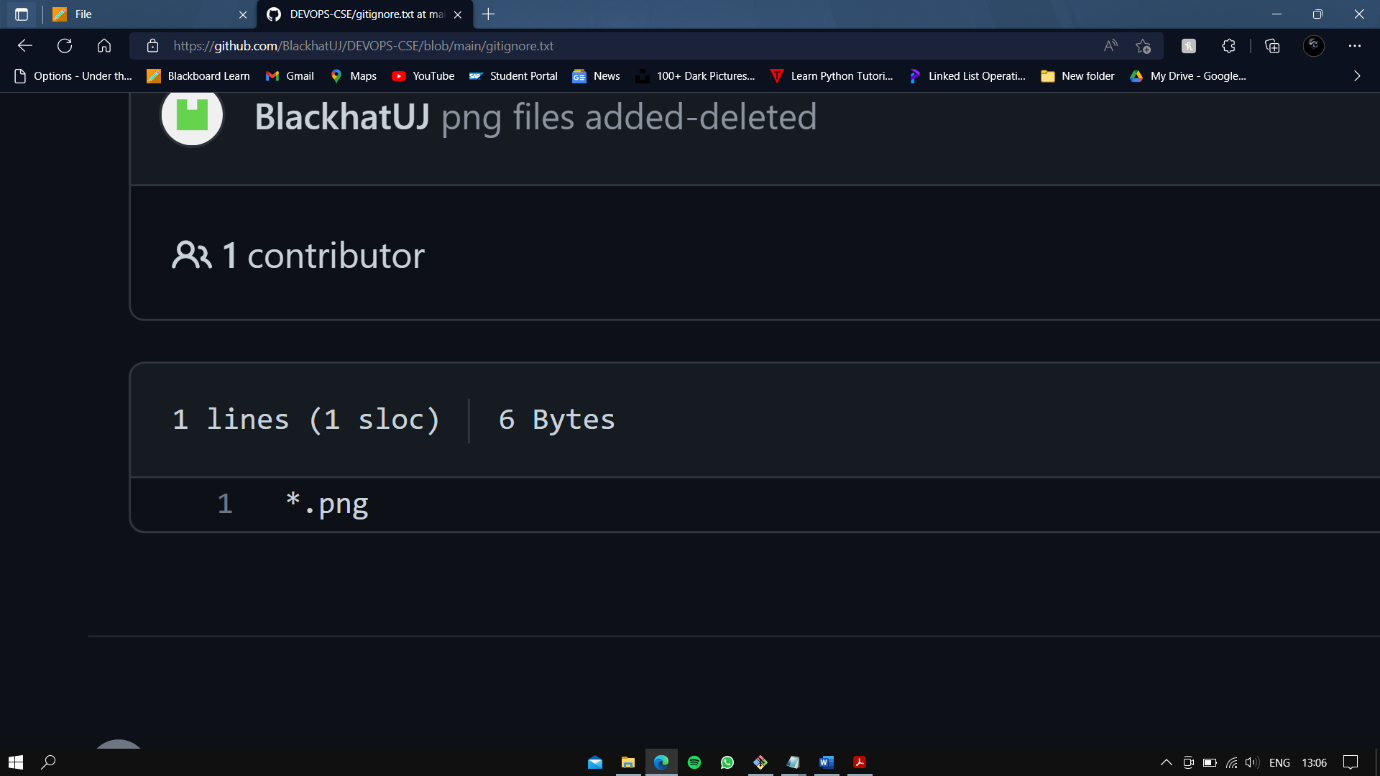 File
DEVOPS-CSE/gitignore.txt at mai
https://github.com/BlackhatUJ/DEVOPS-CSE/blob/main/gitignore.txt
Options - Under th... Blackboard Learn Gmail Maps YouTube Student Portal News 100+ Dark Pictures... Learn Python Tutori... Linked List Operati... New folder My Drive - Google...
BlackhatUJ png files added-deleted
1 contributor
1 lines (1 sloc) 6 Bytes
1 *.png
ENG 13:06